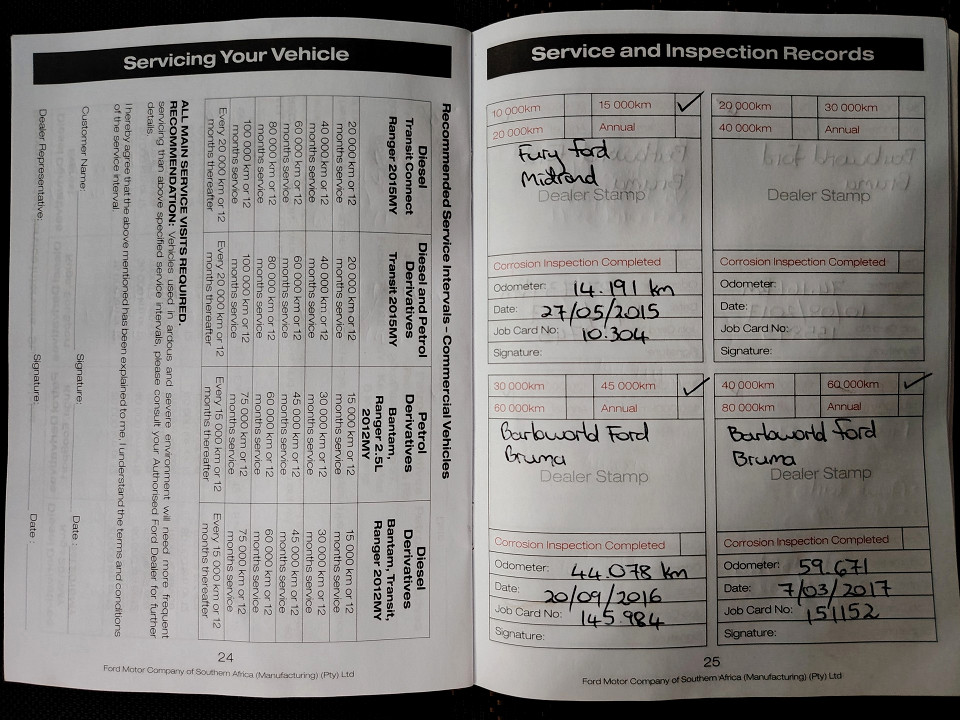 Servicing Your Vehicle
Recommended Service Intervals - Commercial Vehicles
Diesel
Transit Connect
Ranger 2015MY
Diesel and Petrol
Derivatives
Transit 2015MY
Petrol
Derivatives
Bantam,
Ranger 2.5L
2012MY
Diesel
Derivatives
Bantam, Transit,
Ranger 2012MY
20 000 km or 12
months service
20 000 km or 12
months service
15 000 km or 12
months service
15 000 km or 12
months service
40 000 km or 12
months service
40 000 km or 12
months service
30 000 km or 12
months service
30 000 km or 12
months service
60 000 km or 12
months service
60 000 km or 12
months service
45 000 km or 12
months service
45 000 km or 12
months service
80 000 km or 12
months service
80 000 km or 12
months service
60 000 km or 12
months service
60 000 km or 12
months service
100 000 km or 12
months service
100 000 km or 12
months service
75 000 km or 12
months service
75 000 km or 12
months service
Every 20 000 km or 12
months thereafter
Every 20 000 km or 12
months thereafter
Every 15 000 km or 12
months thereafter
Every 15 000 km or 12
months thereafter
ALL MAIN SERVICE VISITS REQUIRED.
RECOMMENDATION: Vehicles used in ardous and severe environment will need more frequent
servicing than above specified service intervals, please consult your Authorised Ford Dealer for further
details.
I hereby agree that the above mentioned has been explained to me. I understand the terms and conditions
of the service interval.
Customer Name: Signature: Date :
Dealer Representative: Signature: Date :
24
Ford Motor Company of Southern Africa (Manufacturing) (Pty) Ltd
Service and Inspection Records
10 000km 15 000km ✓
20 000km Annual
Fury Ford
Midrand
Dealer Stamp
Corrosion Inspection Completed
Odometer: 14.191 km
Date: 27/05/2015
Job Card No: 10.304
Signature:
20 000km 30 000km
40 000km Annual
Dealer Stamp
Corrosion Inspection Completed
Odometer:
Date:
Job Card No:
Signature:
30 000km 45 000km ✓
60 000km Annual
Barloworld Ford
Bruma
Dealer Stamp
Corrosion Inspection Completed
Odometer: 44.078 km
Date: 20/09/2016
Job Card No: 145.984
Signature:
40 000km 60 000km ✓
80 000km Annual
Barloworld Ford
Bruma
Dealer Stamp
Corrosion Inspection Completed
Odometer: 59.671
Date: 7/03/2017
Job Card No: 151152
Signature:
25
Ford Motor Company of Southern Africa (Manufacturing) (Pty) Ltd